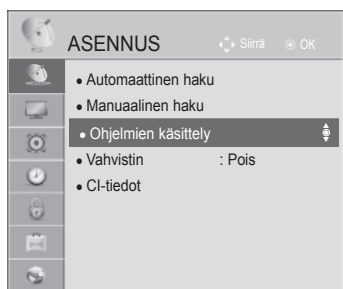 ASENNUS Siirrä OK
• Automaattinen haku
• Manuaalinen haku
• Ohjelmien käsittely
• Vahvistin : Pois
• CI-tiedot